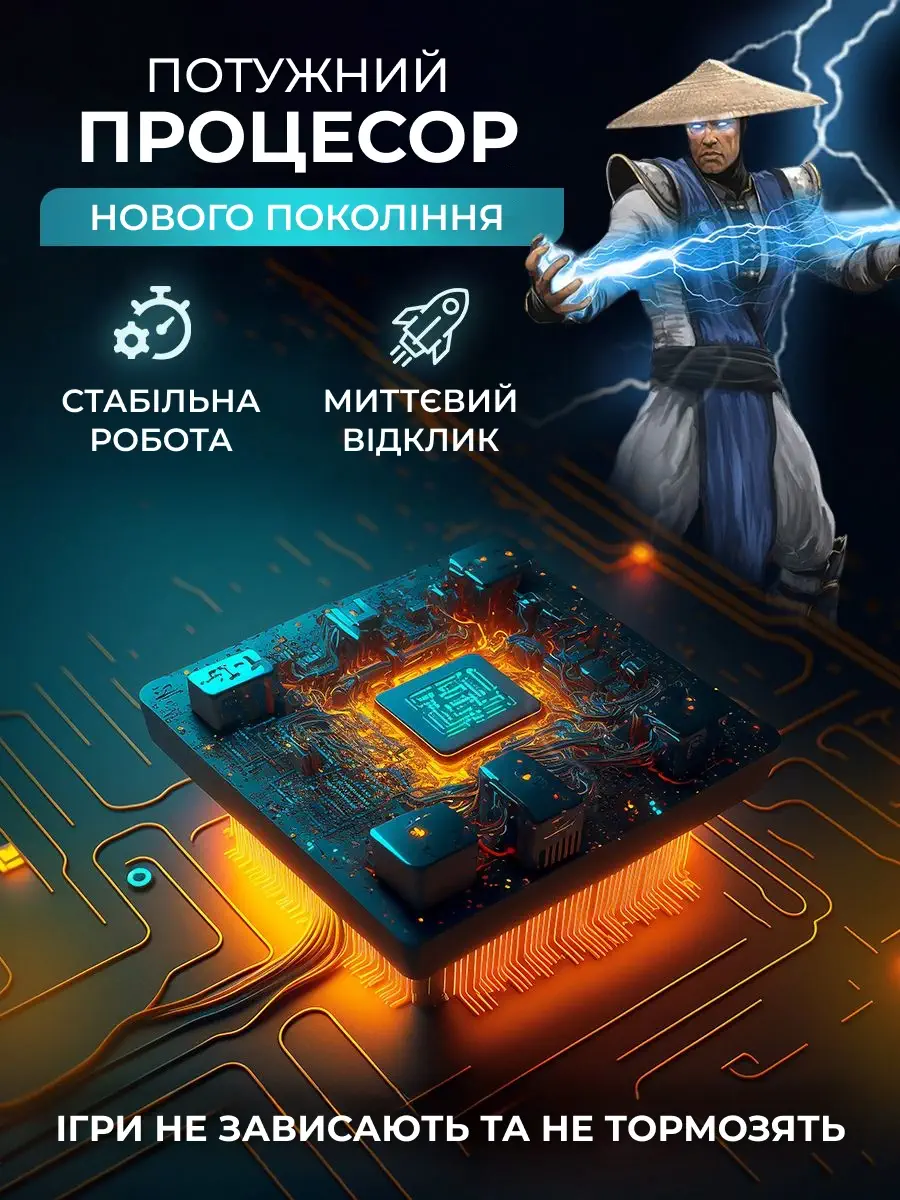 ПОТУЖНИЙ
ПРОЦЕСОР
НОВОГО ПОКОЛІННЯ
СТАБІЛЬНА
РОБОТА
МИТТЄВИЙ
ВІДКЛИК
ІГРИ НЕ ЗАВИСАЮТЬ ТА НЕ ТОРМОЗЯТЬ